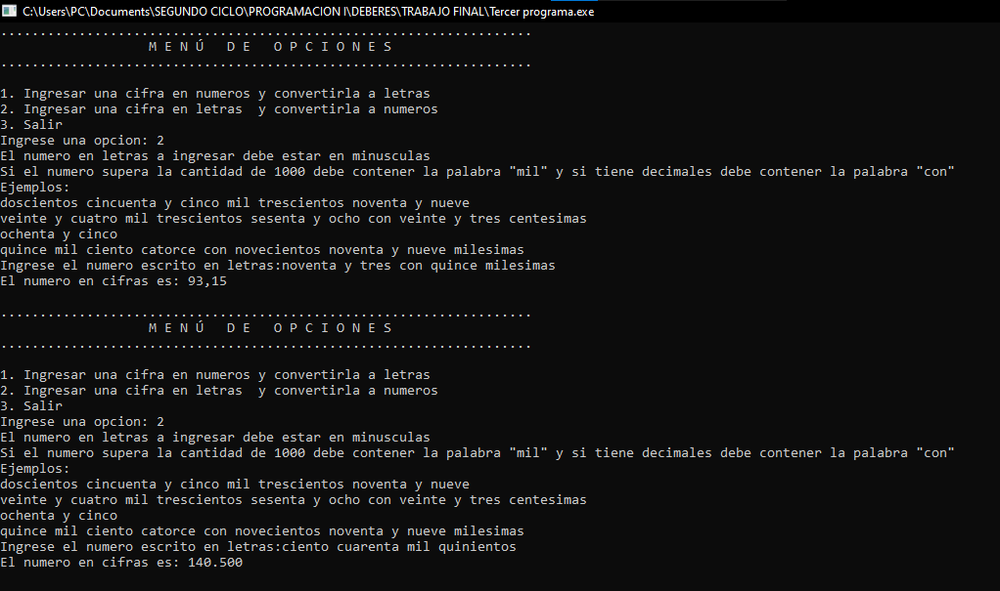 C:\Users\PC\Documents\SEGUNDO CICLO\PROGRAMACION I\DEBERES\TRABAJO FINAL\Tercer programa.exe
....................................................................
M E N Ú   D E   O P C I O N E S
....................................................................
1. Ingresar una cifra en numeros y convertirla a letras
2. Ingresar una cifra en letras  y convertirla a numeros
3. Salir
Ingrese una opcion: 2
El numero en letras a ingresar debe estar en minusculas
Si el numero supera la cantidad de 1000 debe contener la palabra "mil" y si tiene decimales debe contener la palabra "con"
Ejemplos:
doscientos cincuenta y cinco mil trescientos noventa y nueve
veinte y cuatro mil trescientos sesenta y ocho con veinte y tres centesimas
ochenta y cinco
quince mil ciento catorce con novecientos noventa y nueve milesimas
Ingrese el numero escrito en letras:noventa y tres con quince milesimas
El numero en cifras es: 93,15
....................................................................
M E N Ú   D E   O P C I O N E S
....................................................................
1. Ingresar una cifra en numeros y convertirla a letras
2. Ingresar una cifra en letras  y convertirla a numeros
3. Salir
Ingrese una opcion: 2
El numero en letras a ingresar debe estar en minusculas
Si el numero supera la cantidad de 1000 debe contener la palabra "mil" y si tiene decimales debe contener la palabra "con"
Ejemplos:
doscientos cincuenta y cinco mil trescientos noventa y nueve
veinte y cuatro mil trescientos sesenta y ocho con veinte y tres centesimas
ochenta y cinco
quince mil ciento catorce con novecientos noventa y nueve milesimas
Ingrese el numero escrito en letras:ciento cuarenta mil quinientos
El numero en cifras es: 140.500